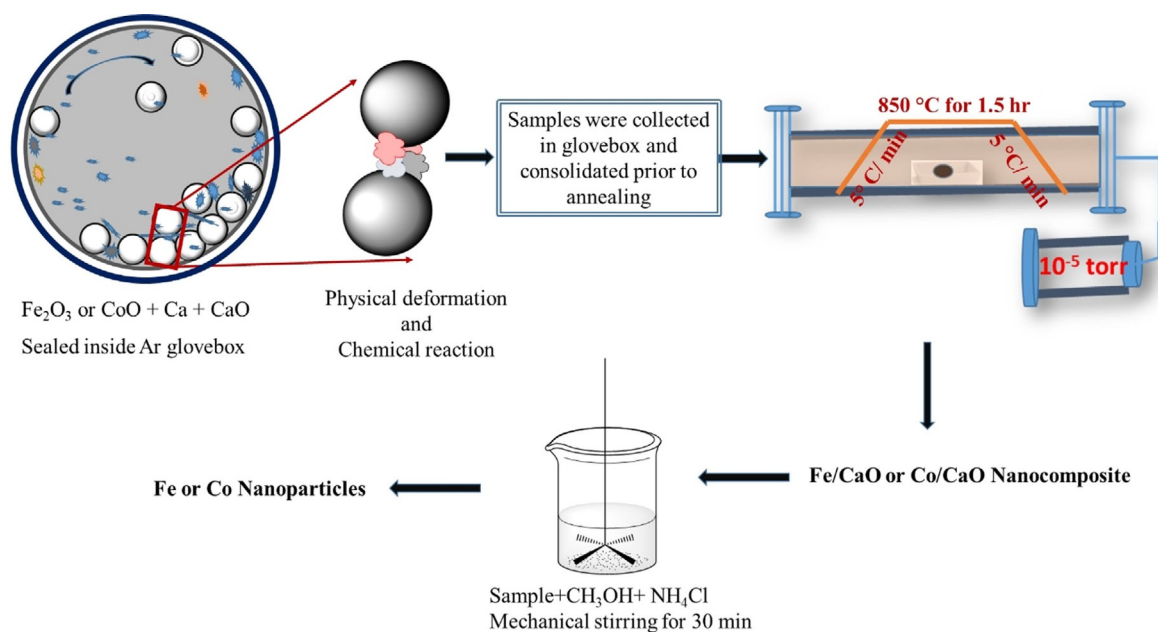 Fe₂O₃ or CoO + Ca + CaO
Sealed inside Ar glovebox
Physical deformation
and
Chemical reaction
Samples were collected
in glovebox and
consolidated prior to
annealing
850 °C for 1.5 hr
5° C/ min
5 °C/ min
10⁻⁵ torr
Fe/CaO or Co/CaO Nanocomposite
Sample+CH₃OH+ NH₄Cl
Mechanical stirring for 30 min
Fe or Co Nanoparticles